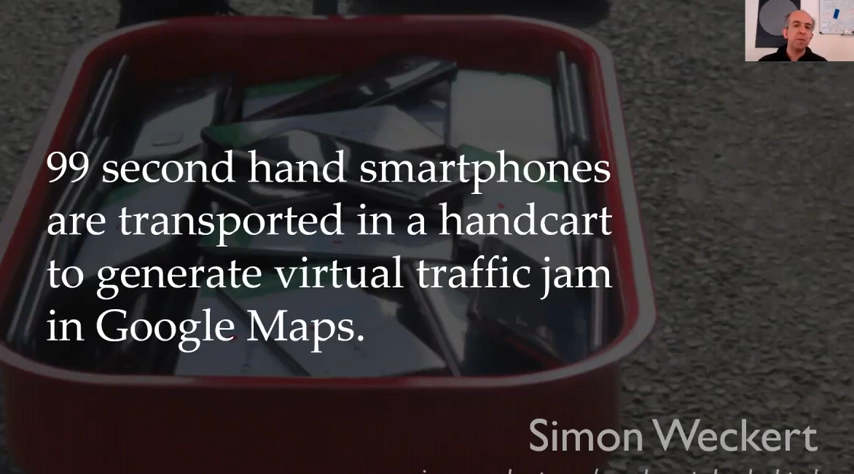 99 second hand smartphones
are transported in a handcart
to generate virtual traffic jam
in Google Maps.
Simon Weckert